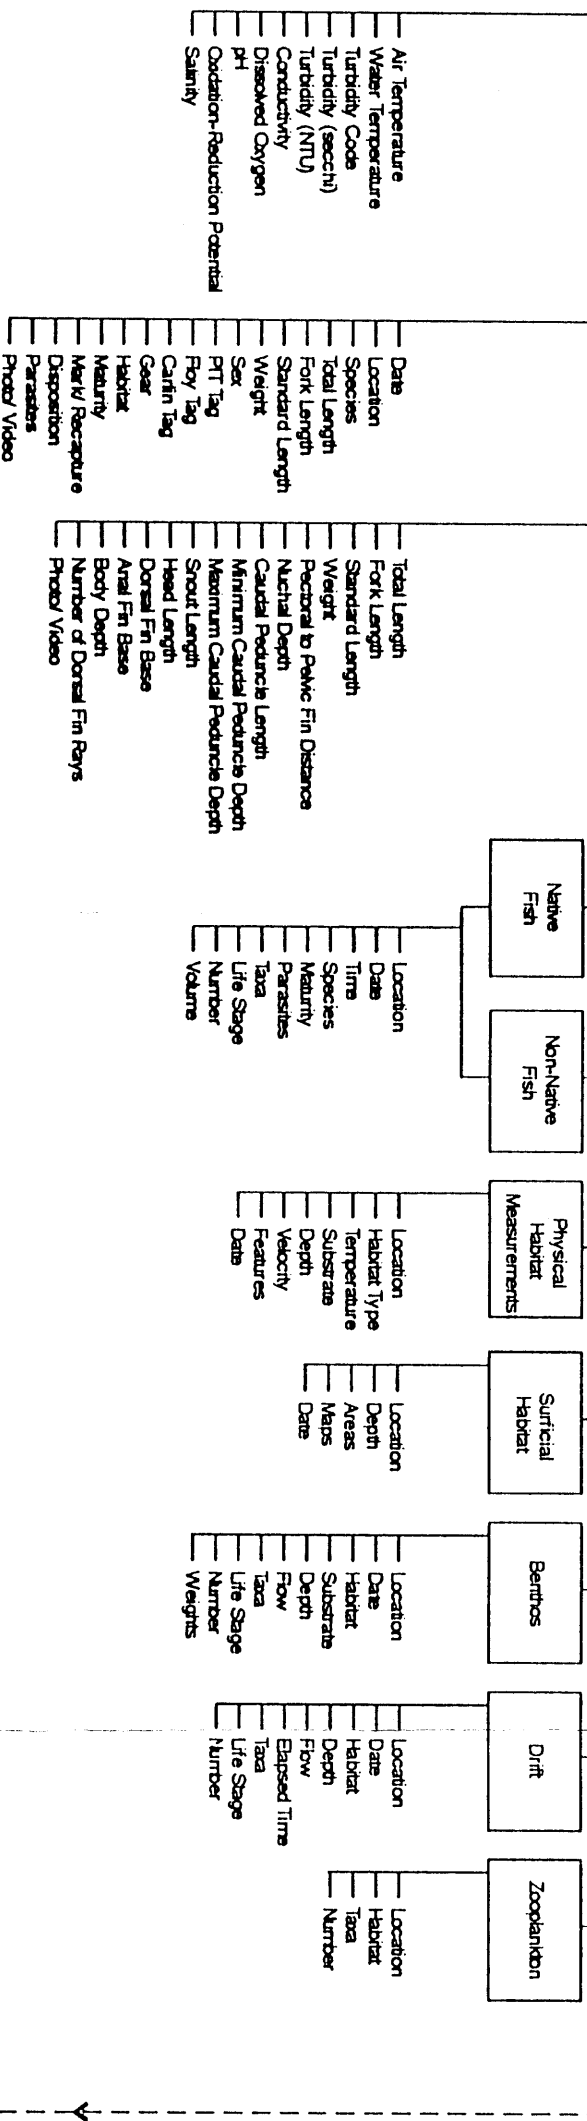 Air Temperature
Water Temperature
Turbidity Code
Turbidity (secchi)
Turbidity (NTU)
Conductivity
Dissolved Oxygen
pH
Oxidation-Reduction Potential
Salinity
Date
Location
Species
Total Length
Fork Length
Standard Length
Weight
Sex
PIT Tag
Floy Tag
Carlin Tag
Gear
Habitat
Maturity
Mark/ Recapture
Disposition
Parasites
Photo/ Video
Total Length
Fork Length
Standard Length
Weight
Pectoral to Pelvic Fin Distance
Nuchal Depth
Caudal Peduncle Length
Minimum Caudal Peduncle Depth
Maximum Caudal Peduncle Depth
Snout Length
Head Length
Dorsal Fin Base
Anal Fin Base
Body Depth
Number of Dorsal Fin Rays
Photo/ Video
Native
Fish
Non-Native
Fish
Location
Date
Time
Species
Maturity
Parasites
Taxa
Life Stage
Number
Volume
Physical
Habitat
Measurements
Location
Habitat Type
Temperature
Substrate
Depth
Velocity
Features
Date
Surficial
Habitat
Location
Depth
Areas
Maps
Date
Benthos
Location
Date
Habitat
Substrate
Depth
Flow
Taxa
Life Stage
Number
Weights
Drift
Location
Date
Habitat
Depth
Flow
Elapsed Time
Taxa
Life Stage
Number
Zooplankton
Location
Habitat
Taxa
Number